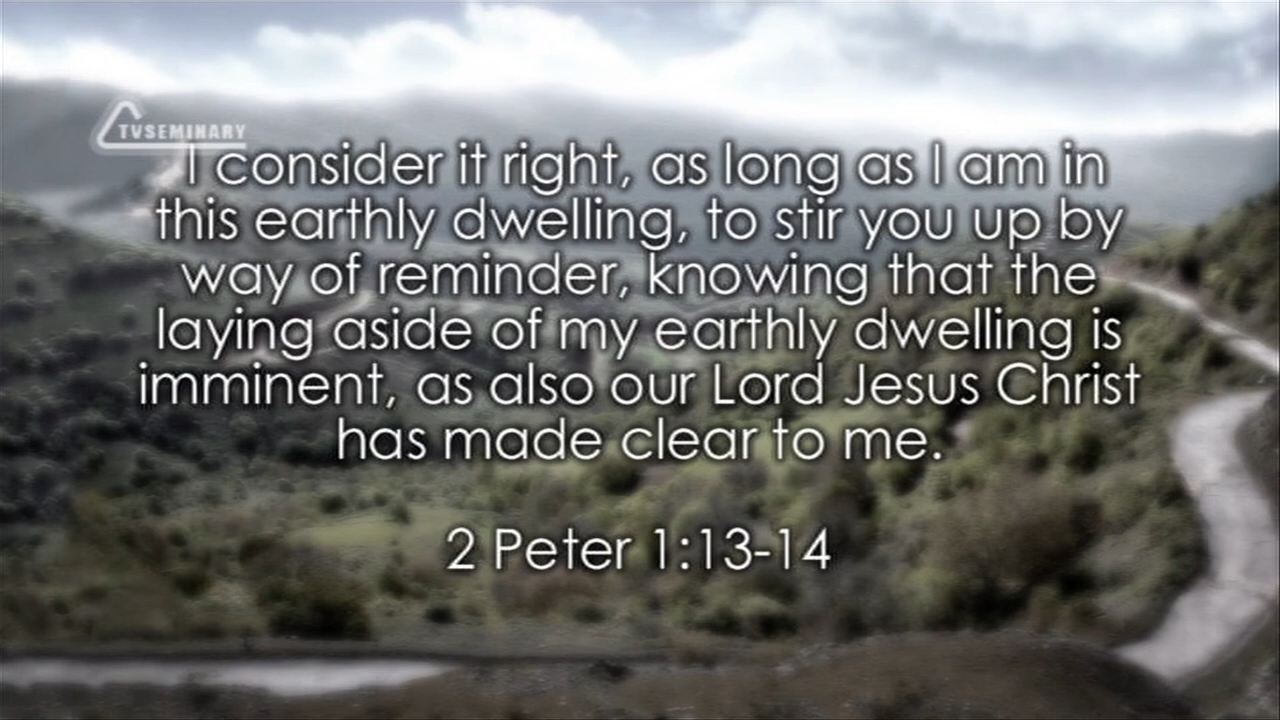 TVSEMINARY
I consider it right, as long as I am in
this earthly dwelling, to stir you up by
way of reminder, knowing that the
laying aside of my earthly dwelling is
imminent, as also our Lord Jesus Christ
has made clear to me.
2 Peter 1:13-14